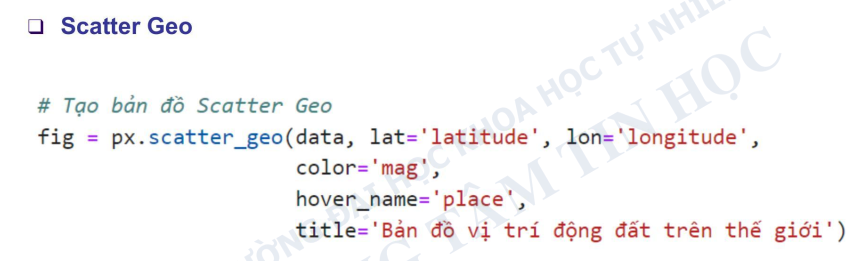 ❑ Scatter Geo
# Tạo bản đồ Scatter Geo
fig = px.scatter_geo(data, lat='latitude', lon='longitude',
color='mag',
hover_name='place',
title='Bản đồ vị trí động đất trên thế giới')
ĐẠI HỌC KHOA HỌC TỰ NHIÊN
TÂM TIN HỌC